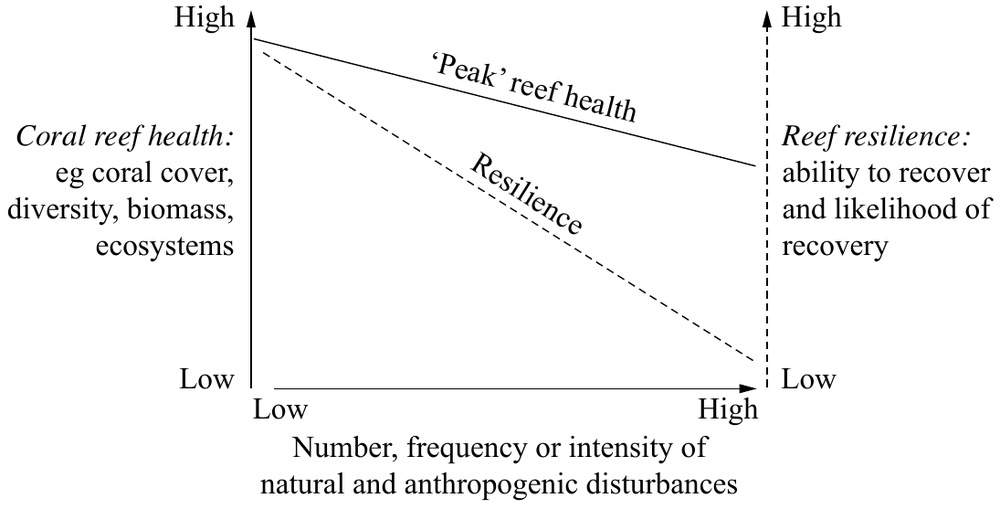 High
High
'Peak' reef health
Coral reef health:
eg coral cover,
diversity, biomass,
ecosystems
Resilience
Reef resilience:
ability to recover
and likelihood of
recovery
Low
Low
Low
High
Number, frequency or intensity of
natural and anthropogenic disturbances